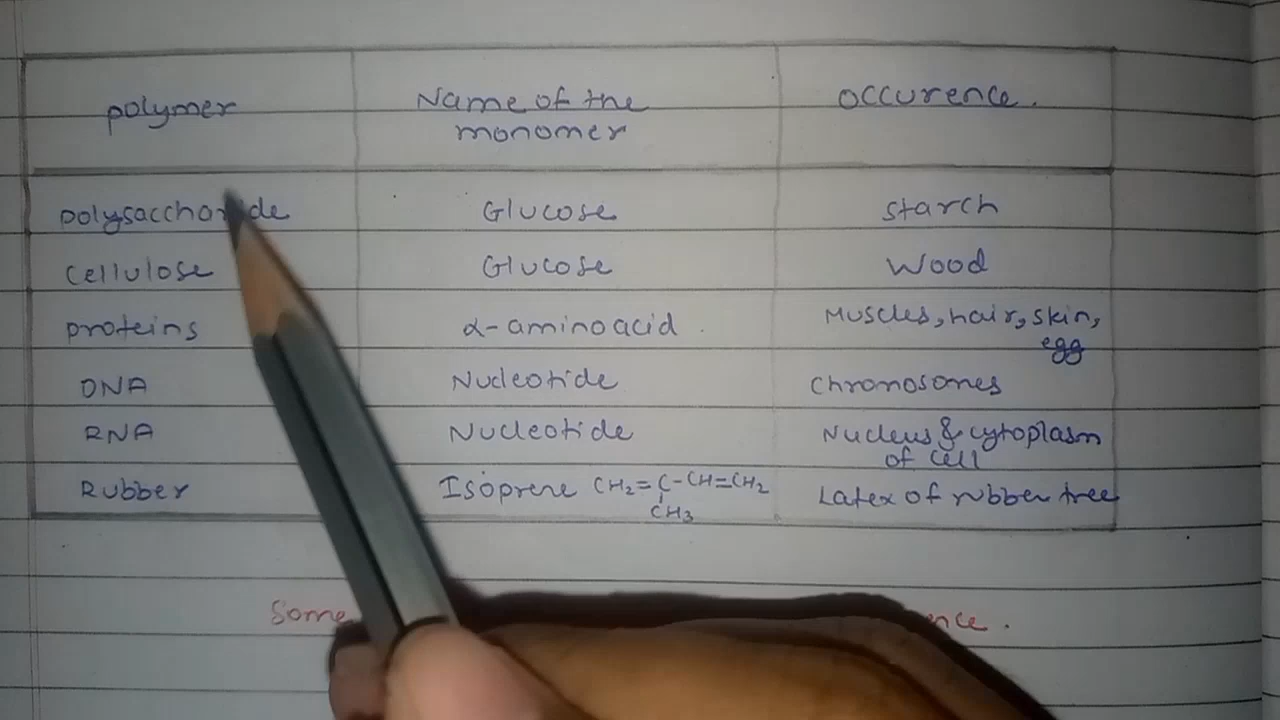 polymer Name of the monomer occurence.
polysaccharide Glucose starch
cellulose Glucose wood
proteins α-aminoacid Muscles, hair, skin, egg
DNA Nucleotide chromosomes
RNA Nucleotide Nucleus & cytoplasm of cell
Rubber Isoprene CH2=C-CH=CH2 Latex of rubber tree
CH3
Some